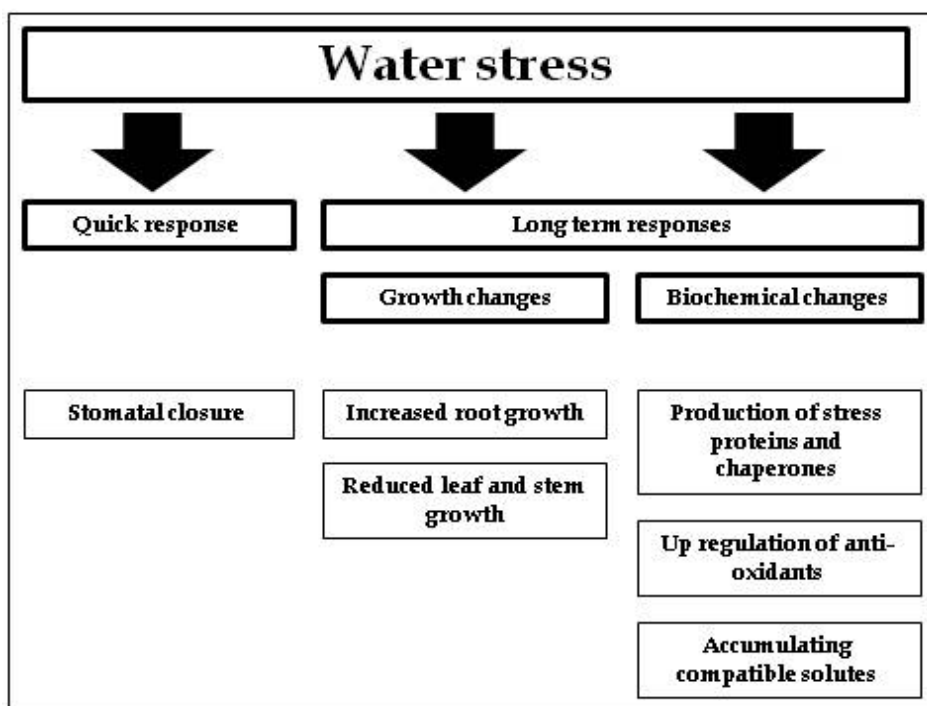 Water stress
Quick response
Long term responses
Growth changes
Biochemical changes
Stomatal closure
Increased root growth
Reduced leaf and stem
growth
Production of stress
proteins and
chaperones
Up regulation of anti-
oxidants
Accumulating
compatible solutes